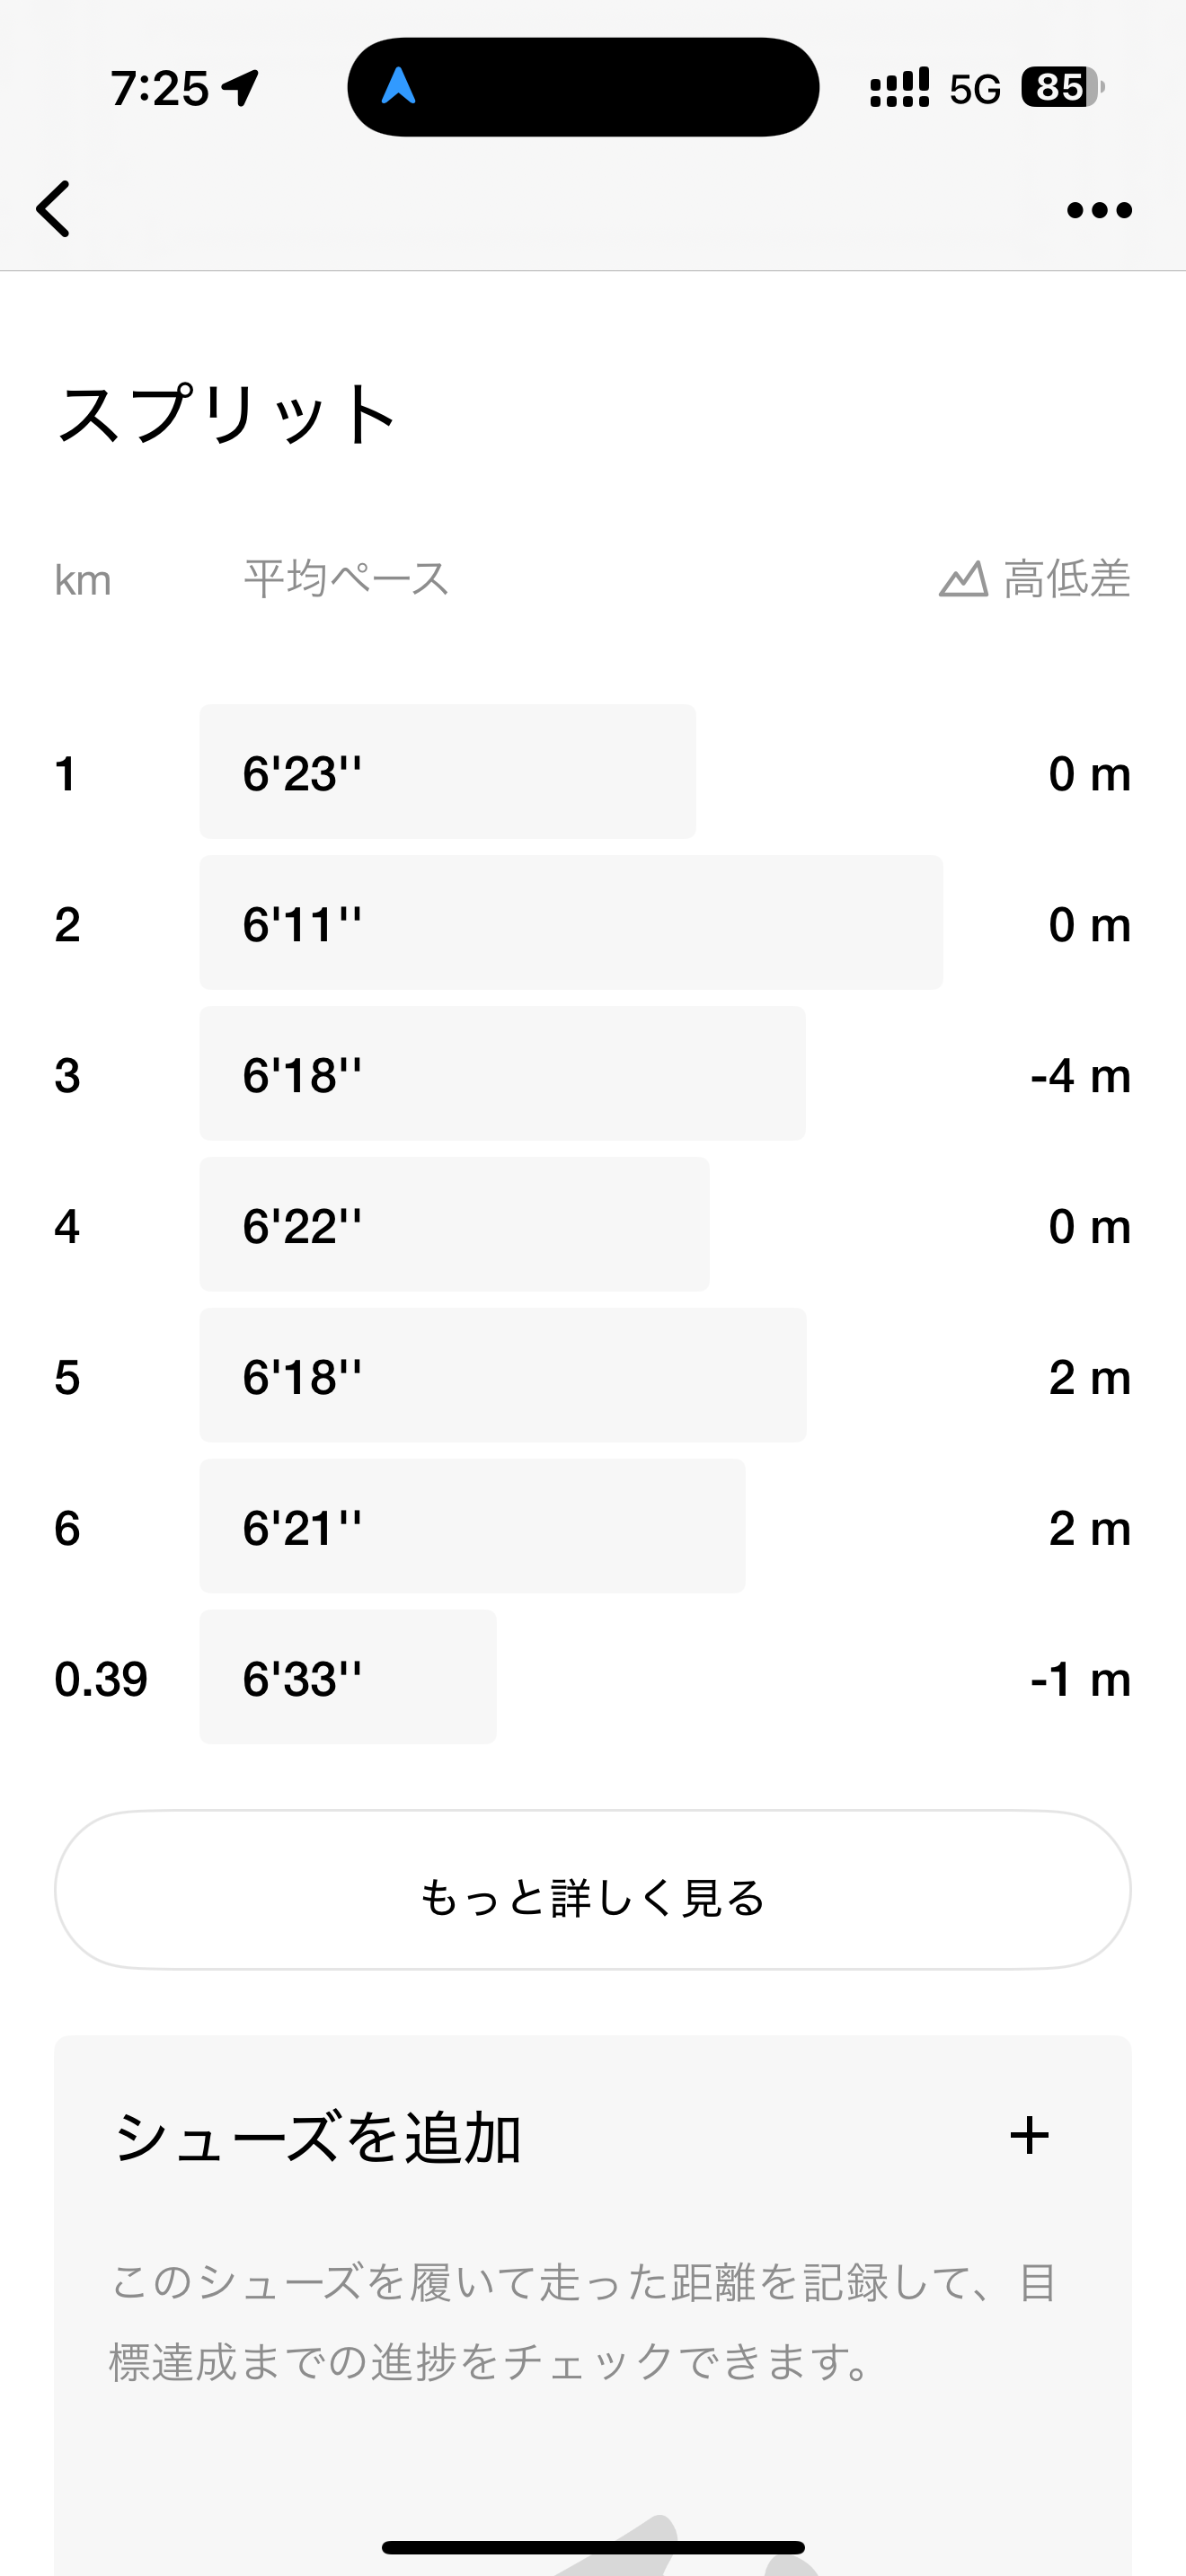 7:25 5G 85
スプリット
km 平均ペース 高低差
1 6'23'' 0 m
2 6'11'' 0 m
3 6'18'' -4 m
4 6'22'' 0 m
5 6'18'' 2 m
6 6'21'' 2 m
0.39 6'33'' -1 m
もっと詳しく見る
シューズを追加 +
このシューズを履いて走った距離を記録して、目
標達成までの進捗をチェックできます。